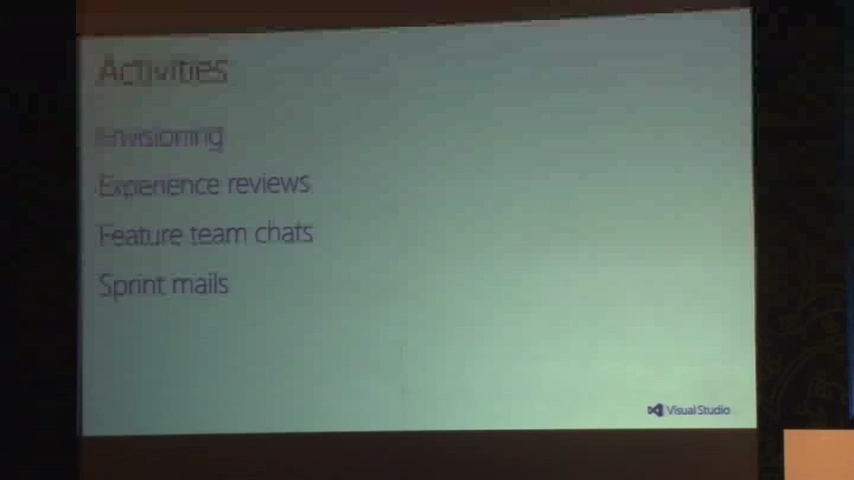 Activities
Envisioning
Experience reviews
Feature team chats
Sprint mails
Visual Studio